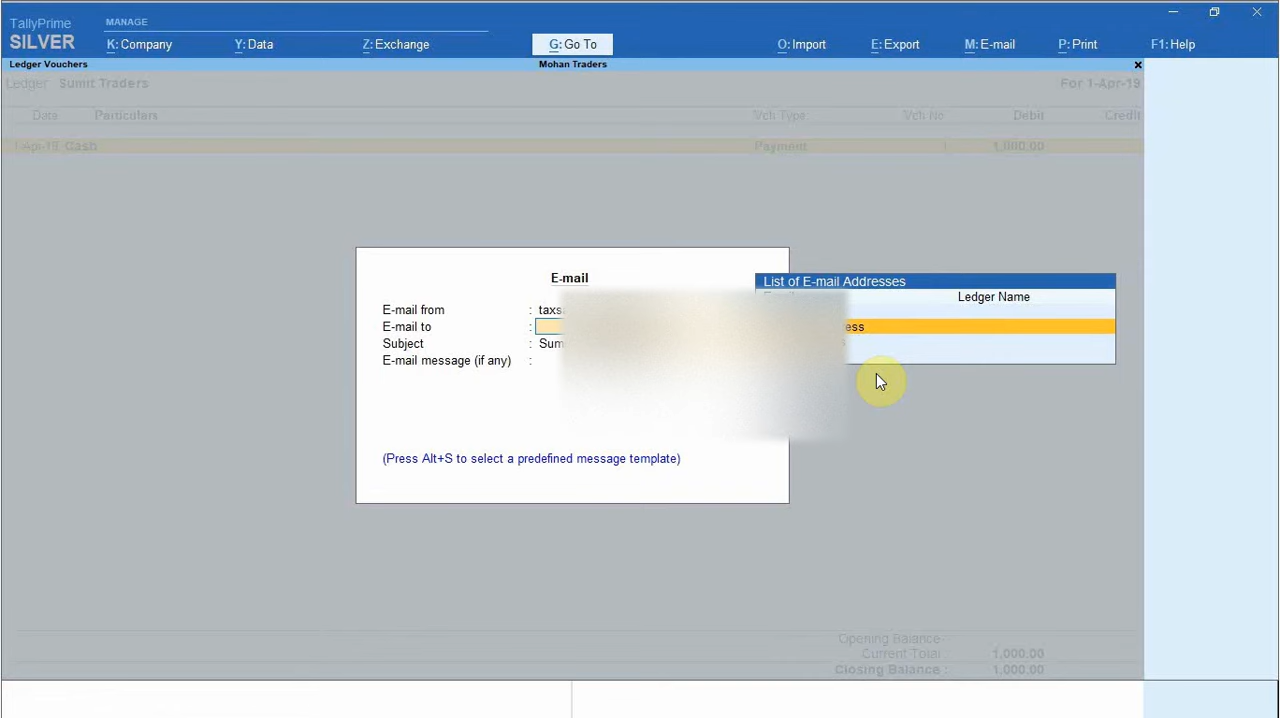 TallyPrime
SILVER
MANAGE
K: Company
Y: Data
Z: Exchange
G: Go To
O: Import
E: Export
M: E-mail
P: Print
F1: Help
Ledger Vouchers
Mohan Traders
Ledger: Sumit Traders
For 1-Apr-19
Date Particulars Vch Type Vch No. Debit Credit
1-Apr-19 Cash Payment 1 1,000.00
E-mail
E-mail from : taxs
E-mail to :
Subject : Sum
E-mail message (if any) :
(Press Alt+S to select a predefined message template)
List of E-mail Addresses
Ledger Name
ess
Opening Balance:
Current Total : 1,000.00
Closing Balance : 1,000.00